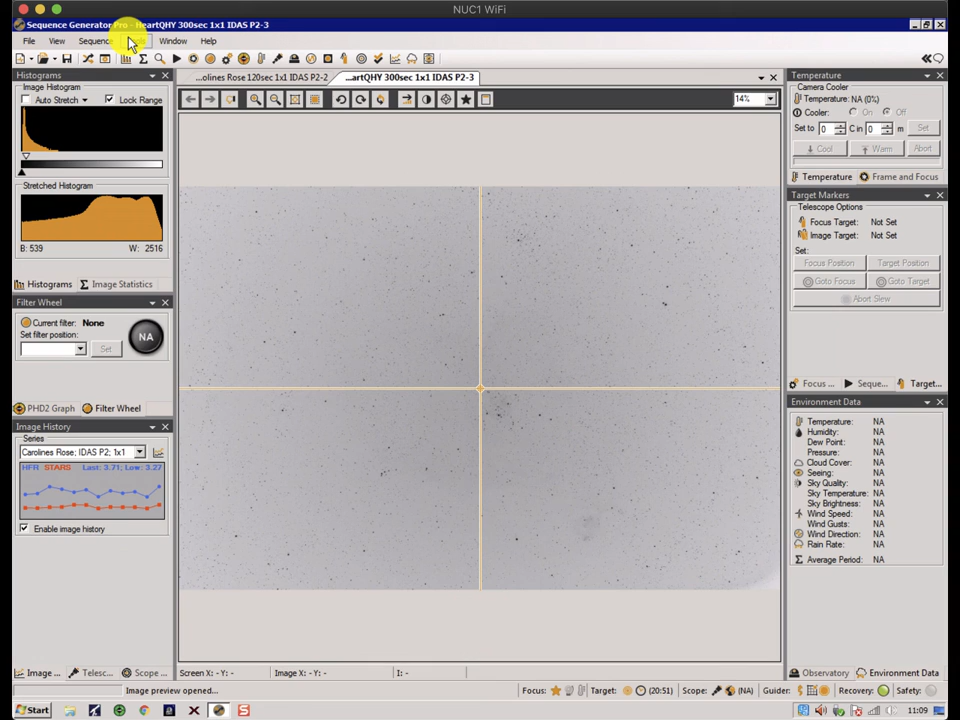 NUC1 WiFi
Sequence Generator Pro - HeartQHY 300sec 1x1 IDAS P2-3
File View Sequence Window Help
Histograms
Image Histogram
Auto Stretch Lock Range
Stretched Histogram
B: 539 W: 2516
Histograms Image Statistics
Filter Wheel
Current filter: None
Set filter position:
Set
NA
PHD2 Graph Filter Wheel
Image History
Series
Carolines Rose; IDAS P2; 1x1
HFR STARS Last: 3.71; Low: 3.27
Enable image history
Image ... Telesc... Scope ...
...olines Rose 120sec 1x1 IDAS P2-2 ...artQHY 300sec 1x1 IDAS P2-3
14%
Screen X: - Y: - Image X: - Y: - I: -
Temperature
Camera Cooler
Temperature: NA (0%)
Cooler: On Off
Set to 0 C in 0 m Set
Cool Warm Abort
Temperature Frame and Focus
Target Markers
Telescope Options
Focus Target: Not Set
Image Target: Not Set
Set:
Focus Position Target Position
Goto Focus Goto Target
Abort Slew
Focus ... Seque... Target...
Environment Data
Temperature: NA
Humidity: NA
Dew Point: NA
Pressure: NA
Cloud Cover: NA
Seeing: NA
Sky Quality: NA
Sky Temperature: NA
Sky Brightness: NA
Wind Speed: NA
Wind Gusts: NA
Wind Direction: NA
Rain Rate: NA
Average Period: NA
Observatory Environment Data
Image preview opened... Focus: Target: (20:51) Scope: (NA) Guider: Recovery: Safety:
Start 11:09